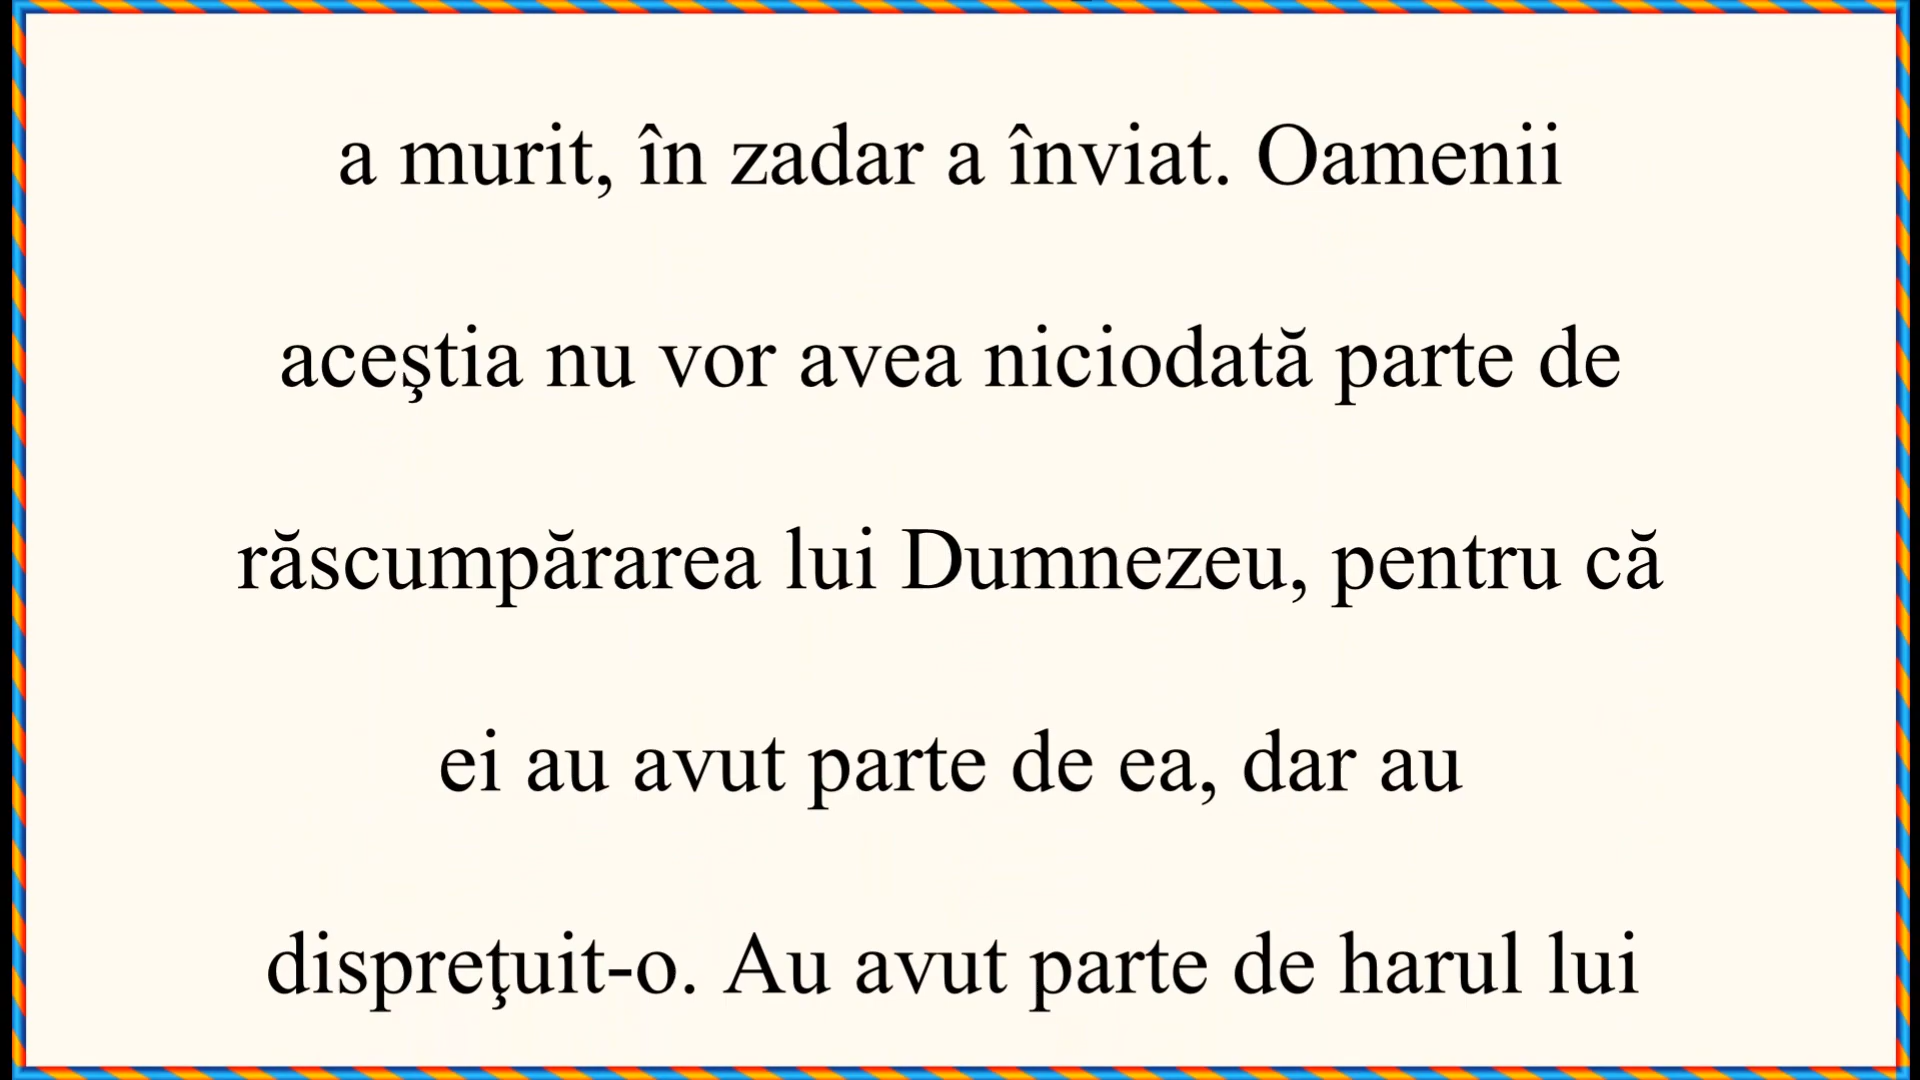 a murit, în zadar a înviat. Oamenii
aceştia nu vor avea niciodată parte de
răscumpărarea lui Dumnezeu, pentru că
ei au avut parte de ea, dar au
dispreţuit-o. Au avut parte de harul lui